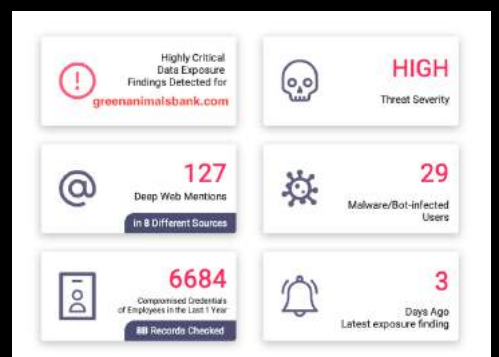 Highly Critical
Data Exposure
Findings Detected for
greenanimalsbank.com
HIGH
Threat Severity
127
Deep Web Mentions
in 8 Different Sources
29
Malware/Bot-infected
Users
6684
Compromised Credentials
of Employees in the Last 1 Year
8B Records Checked
3
Days Ago
Latest exposure finding